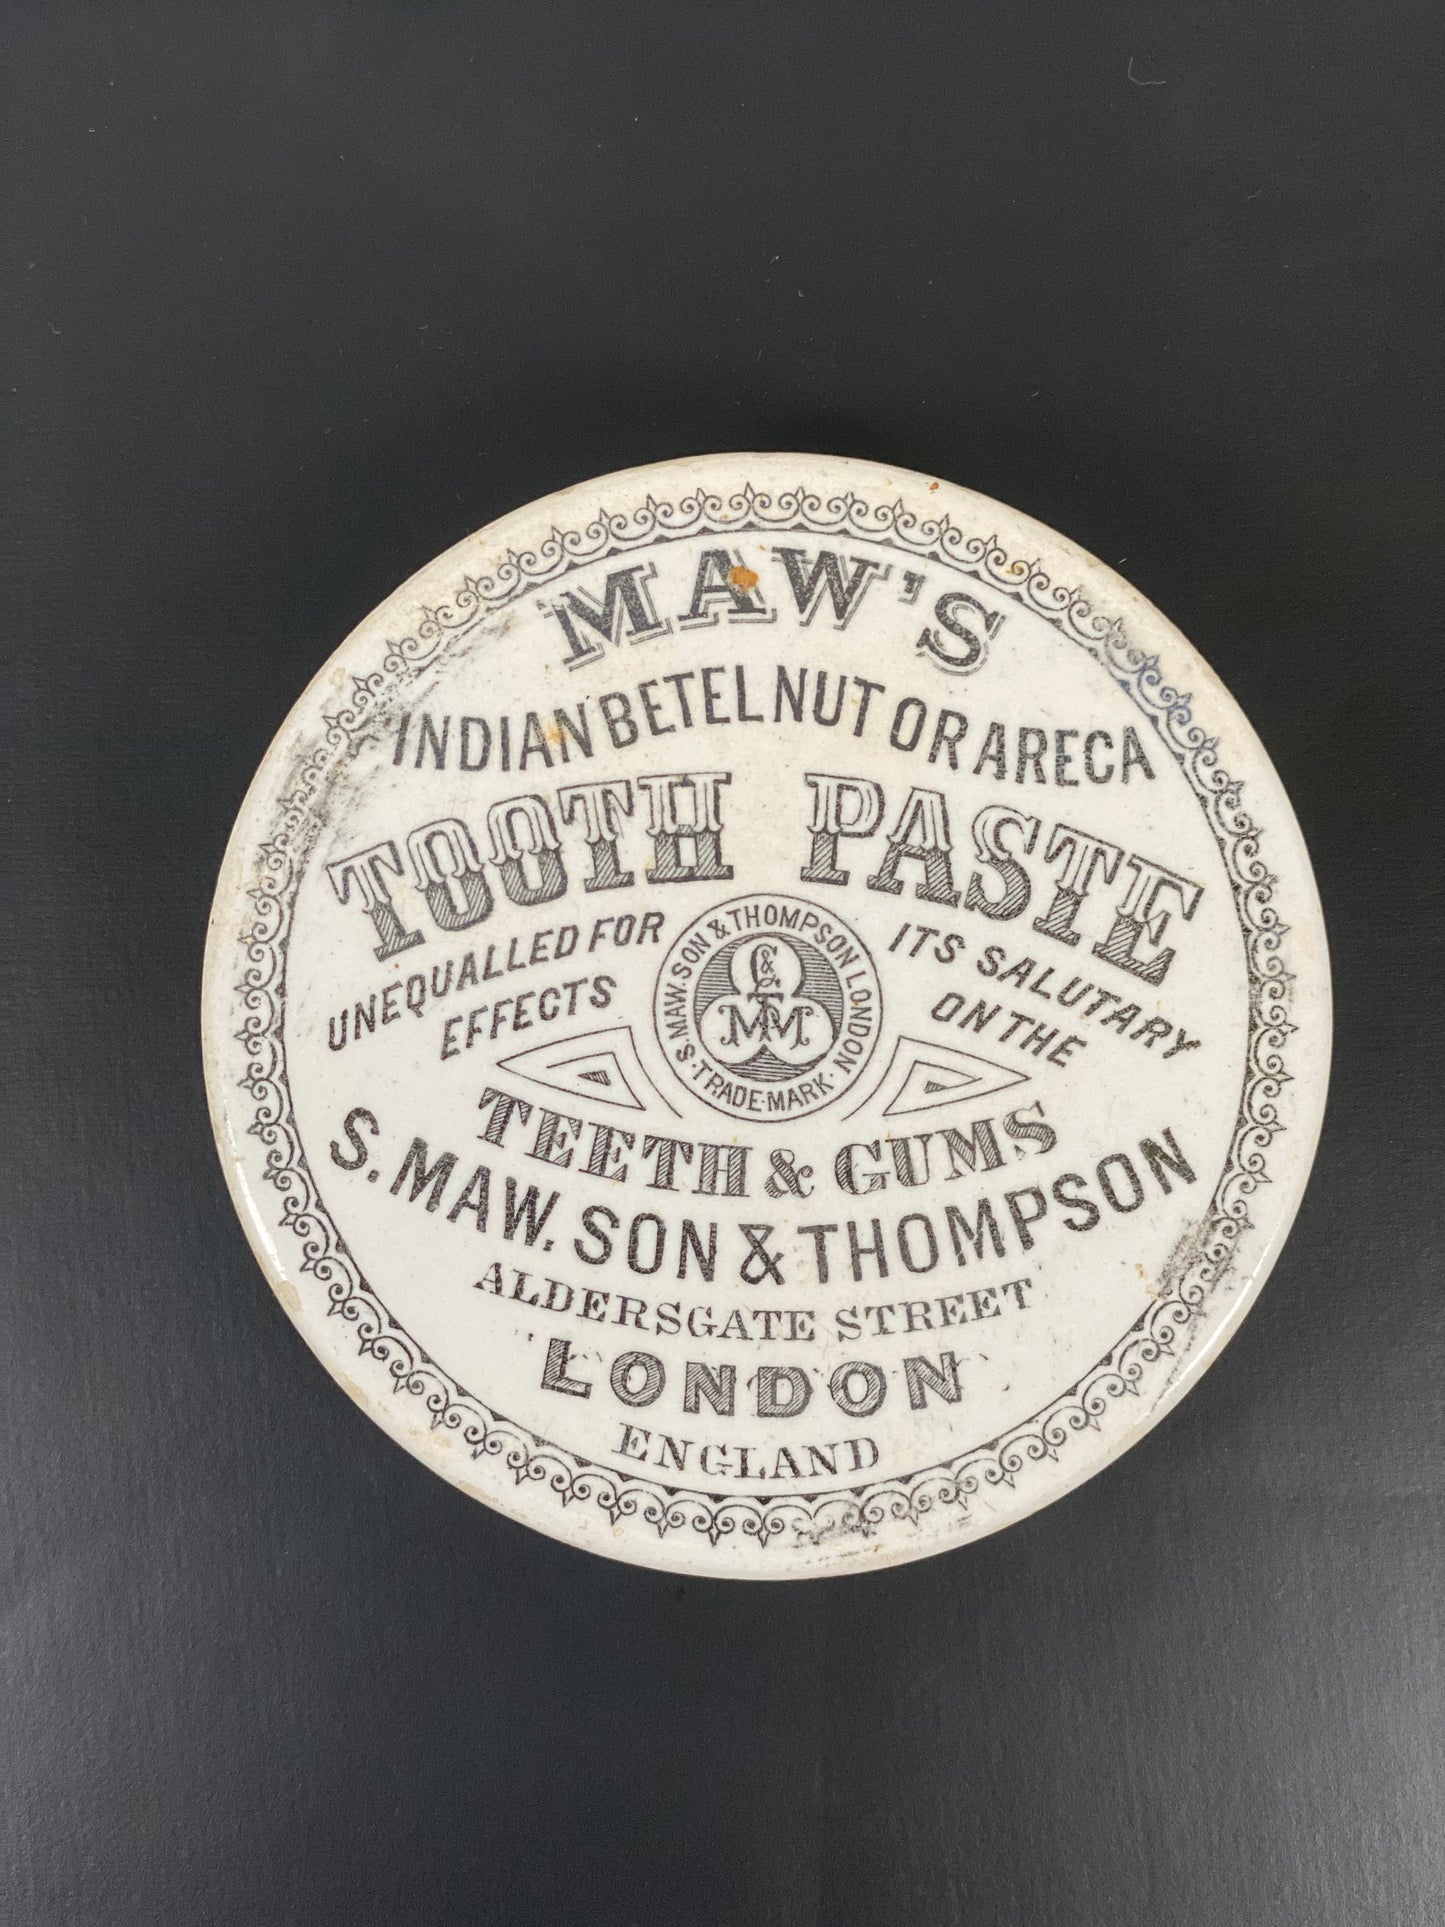 MAW'S
INDIAN BETEL NUT OR ARECA
TOOTH PASTE
UNEQUALLED FOR ITS SALUTARY
EFFECTS ON THE
S. MAW. SON & THOMPSON LONDON
· TRADE · MARK ·
TEETH & GUMS
S. MAW. SON & THOMPSON
ALDERSGATE STREET
LONDON
ENGLAND